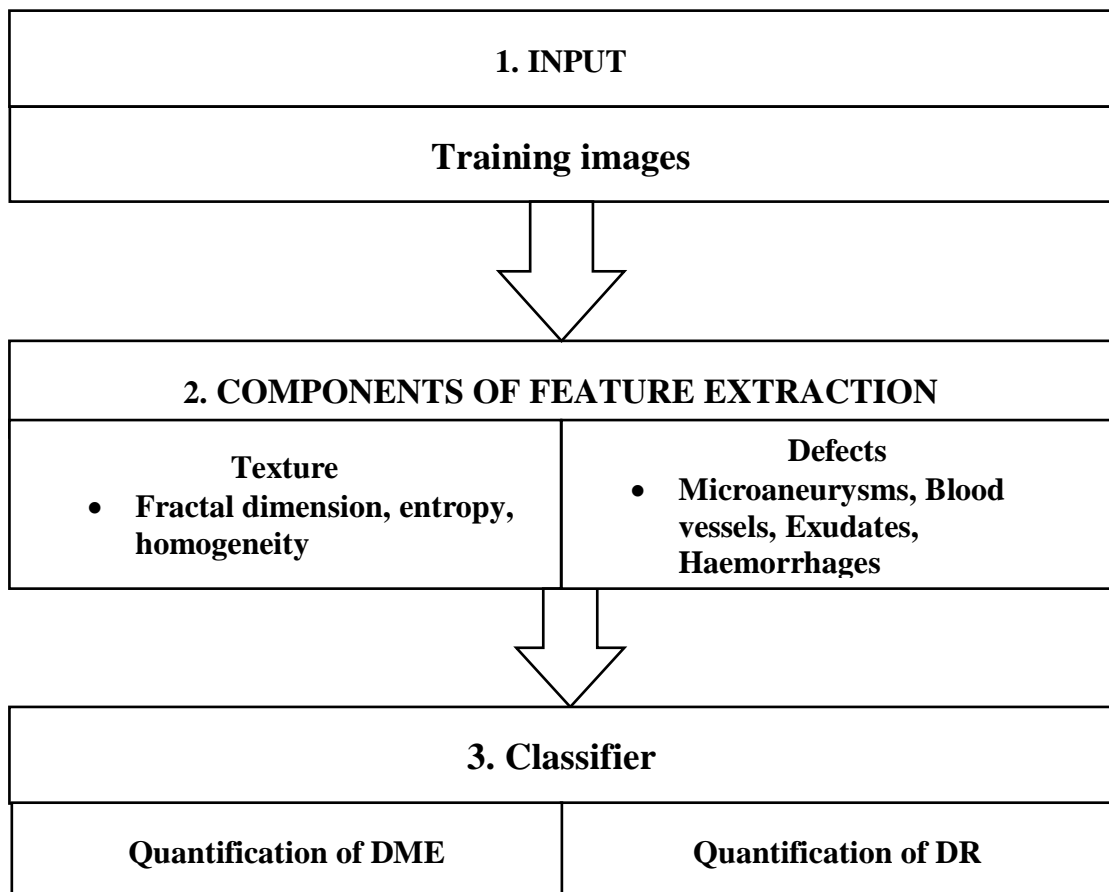 1. INPUT
Training images
2. COMPONENTS OF FEATURE EXTRACTION
Texture
• Fractal dimension, entropy,
homogeneity
Defects
• Microaneurysms, Blood
vessels, Exudates,
Haemorrhages
3. Classifier
Quantification of DME
Quantification of DR